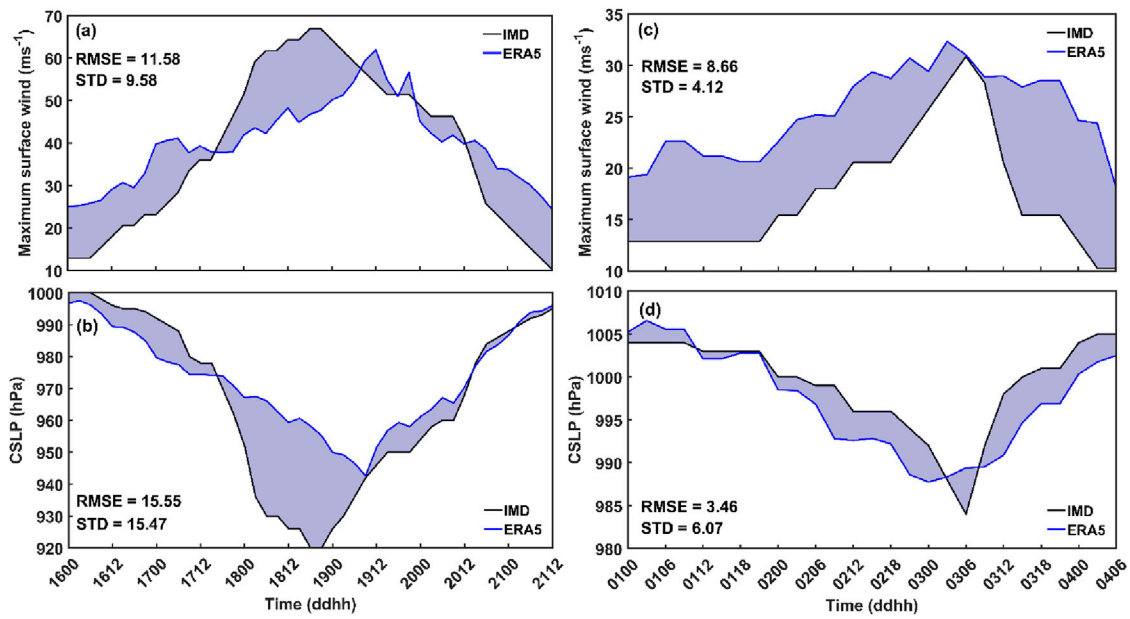 (a)
IMD
ERA5
RMSE = 11.58
STD = 9.58
Maximum surface wind (ms⁻¹)
70
60
50
40
30
20
10
(c)
IMD
ERA5
RMSE = 8.66
STD = 4.12
Maximum surface wind (ms⁻¹)
35
30
25
20
15
10
(b)
RMSE = 15.55
STD = 15.47
IMD
ERA5
CSLP (hPa)
1000
990
980
970
960
950
940
930
920
1600
1612
1700
1712
1800
1812
1900
1912
2000
2012
2100
2112
Time (ddhh)
(d)
RMSE = 3.46
STD = 6.07
IMD
ERA5
CSLP (hPa)
1010
1005
1000
995
990
985
980
0100
0106
0112
0118
0200
0206
0212
0218
0300
0306
0312
0318
0400
0406
Time (ddhh)